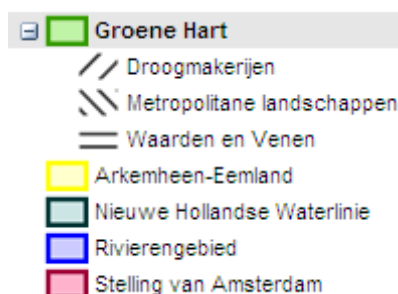 Groene Hart
Droogmakerijen
Metropolitane landschappen
Waarden en Venen
Arkemheen-Eemland
Nieuwe Hollandse Waterlinie
Rivierengebied
Stelling van Amsterdam